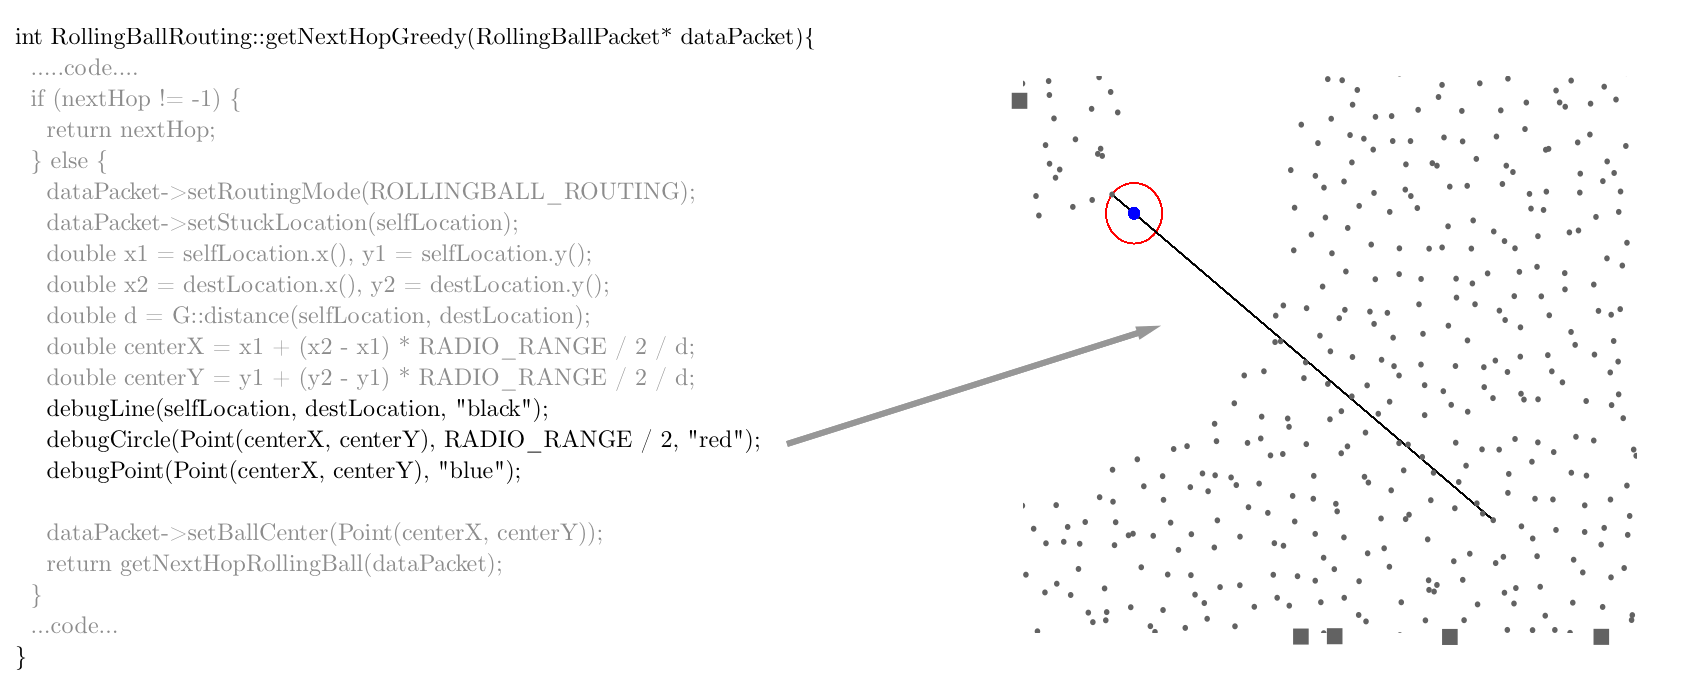 int RollingBallRouting::getNextHopGreedy(RollingBallPacket* dataPacket){
.....code....
if (nextHop != -1) {
return nextHop;
} else {
dataPacket->setRoutingMode(ROLLINGBALL_ROUTING);
dataPacket->setStuckLocation(selfLocation);
double x1 = selfLocation.x(), y1 = selfLocation.y();
double x2 = destLocation.x(), y2 = destLocation.y();
double d = G::distance(selfLocation, destLocation);
double centerX = x1 + (x2 - x1) * RADIO_RANGE / 2 / d;
double centerY = y1 + (y2 - y1) * RADIO_RANGE / 2 / d;
debugLine(selfLocation, destLocation, "black");
debugCircle(Point(centerX, centerY), RADIO_RANGE / 2, "red");
debugPoint(Point(centerX, centerY), "blue");
dataPacket->setBallCenter(Point(centerX, centerY));
return getNextHopRollingBall(dataPacket);
}
...code...
}